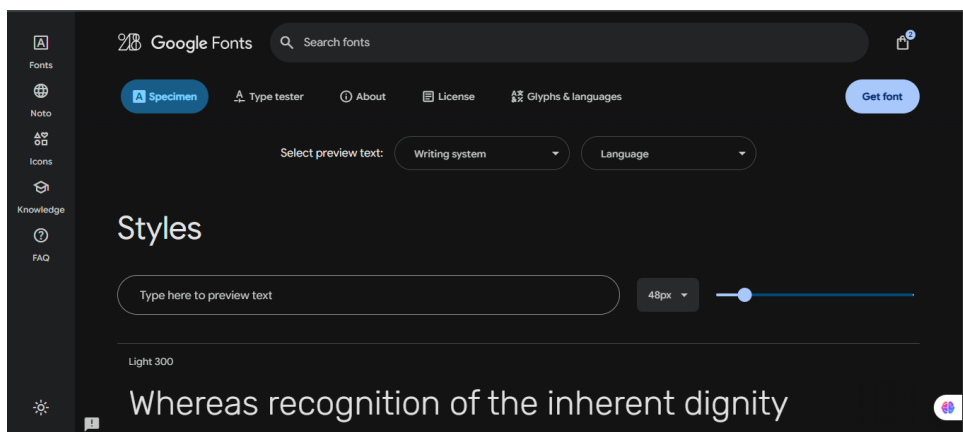 Fonts
Noto
Icons
Knowledge
FAQ
Google Fonts
Search fonts
2
Specimen
Type tester
About
License
Glyphs & languages
Get font
Select preview text:
Writing system
Language
Styles
Type here to preview text
48px
Light 300
Whereas recognition of the inherent dignity